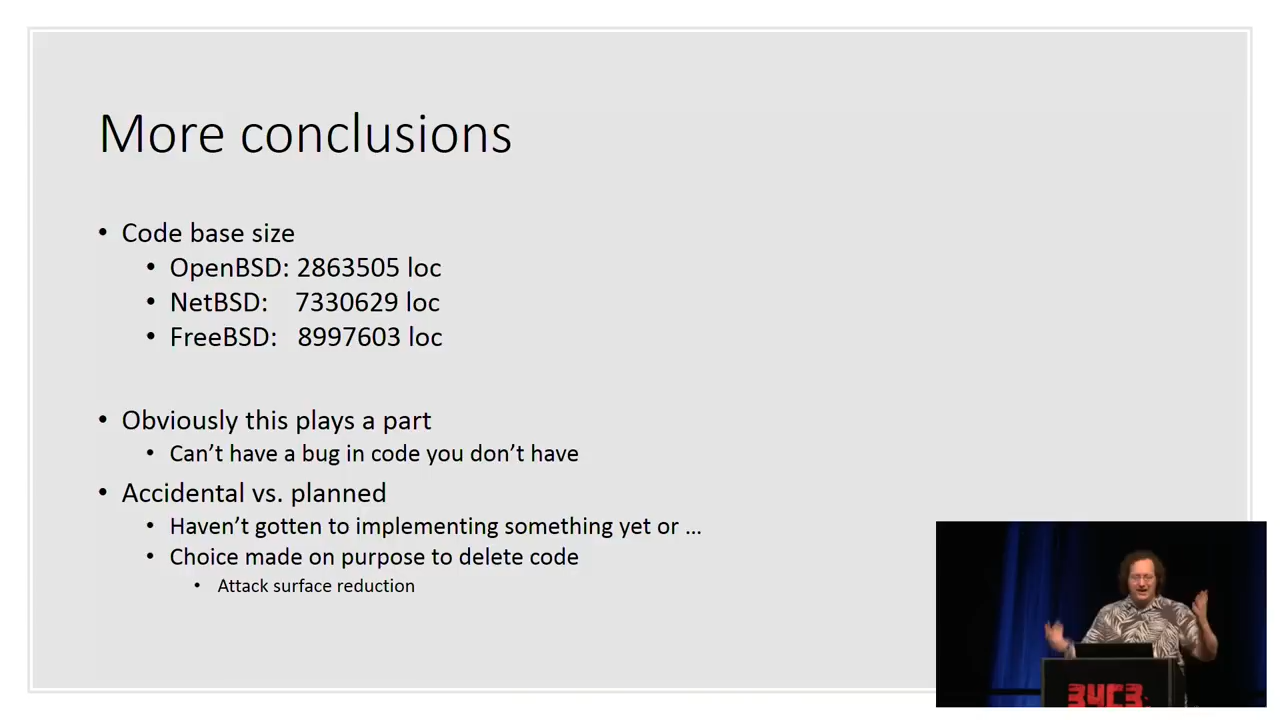 More conclusions
• Code base size
• OpenBSD: 2863505 loc
• NetBSD: 7330629 loc
• FreeBSD: 8997603 loc
• Obviously this plays a part
• Can’t have a bug in code you don’t have
• Accidental vs. planned
• Haven’t gotten to implementing something yet or …
• Choice made on purpose to delete code
• Attack surface reduction
34C3